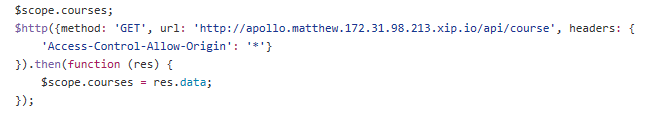 $scope.courses;
$http({method: 'GET', url: 'http://apollo.matthew.172.31.98.213.xip.io/api/course', headers: {
    'Access-Control-Allow-Origin': '*'}
}).then(function (res) {
    $scope.courses = res.data;
});